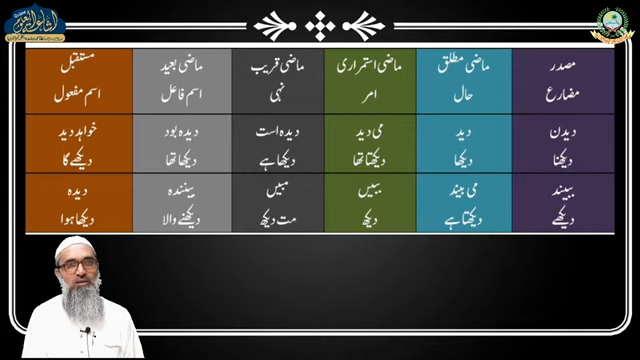 مصدر ماضی مطلق ماضی استمراری ماضی قریب ماضی بعید مستقبل
مضارع حال امر نہی اسم فاعل اسم مفعول
دیدن دید می دید دیدہ است دیدہ بود خواہد دید
دیکھنا دیکھا دیکھتا تھا دیکھا ہے دیکھا تھا دیکھے گا
ببیند می بیند ببیں مبیں بینندہ دیدہ
دیکھے دیکھتا ہے دیکھ مت دیکھ دیکھنے والا دیکھا ہوا